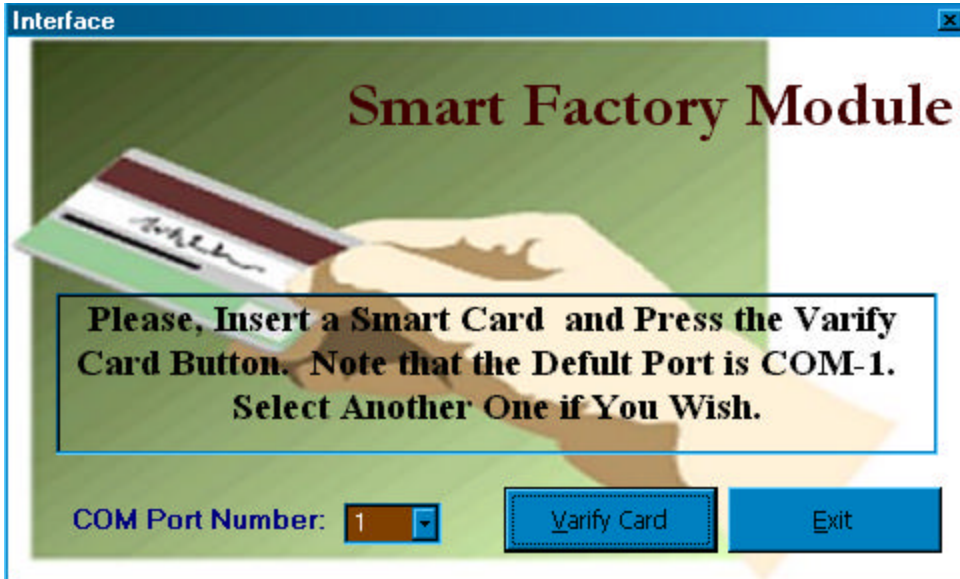 Interface
Smart Factory Module
Please, Insert a Smart Card and Press the Varify
Card Button. Note that the Defult Port is COM-1.
Select Another One if You Wish.
COM Port Number: 1
Varify Card
Exit